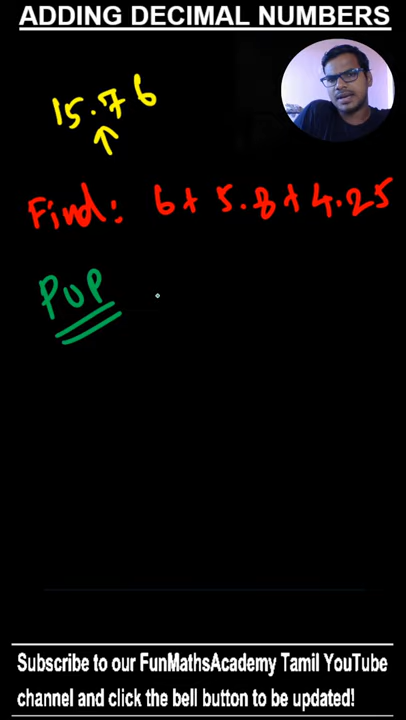 ADDING DECIMAL NUMBERS
15.76
Find: 6 + 5.8 + 4.25
PUP
Subscribe to our FunMathsAcademy Tamil YouTube
channel and click the bell button to be updated!